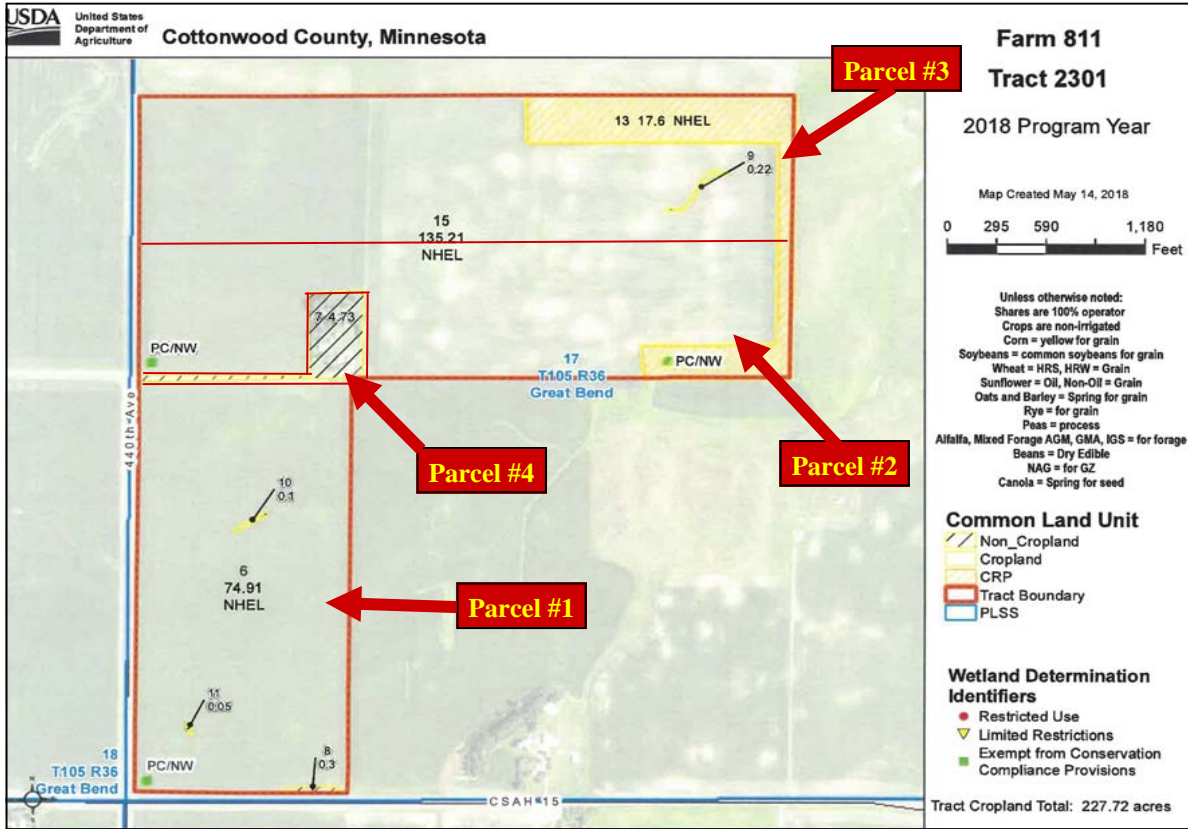 USDA
United States
Department of
Agriculture
Cottonwood County, Minnesota
Farm 811
Tract 2301
2018 Program Year
Map Created May 14, 2018
0 295 590 1,180
Feet
Unless otherwise noted:
Shares are 100% operator
Crops are non-irrigated
Corn = yellow for grain
Soybeans = common soybeans for grain
Wheat = HRS, HRW = Grain
Sunflower = Oil, Non-Oil = Grain
Oats and Barley = Spring for grain
Rye = for grain
Peas = process
Alfalfa, Mixed Forage AGM, GMA, IGS = for forage
Beans = Dry Edible
NAG = for GZ
Canola = Spring for seed
Common Land Unit
Non_Cropland
Cropland
CRP
Tract Boundary
PLSS
Wetland Determination
Identifiers
Restricted Use
Limited Restrictions
Exempt from Conservation
Compliance Provisions
Tract Cropland Total: 227.72 acres
Parcel #3
13 17.6 NHEL
9
0.22
15
135.21
NHEL
7 4.73
PC/NW
PC/NW
17
T105 R36
Great Bend
440th Ave
Parcel #4
Parcel #2
10
0.1
6
74.91
NHEL
Parcel #1
11
0.05
8
0.3
PC/NW
18
T105 R36
Great Bend
CSAH 15